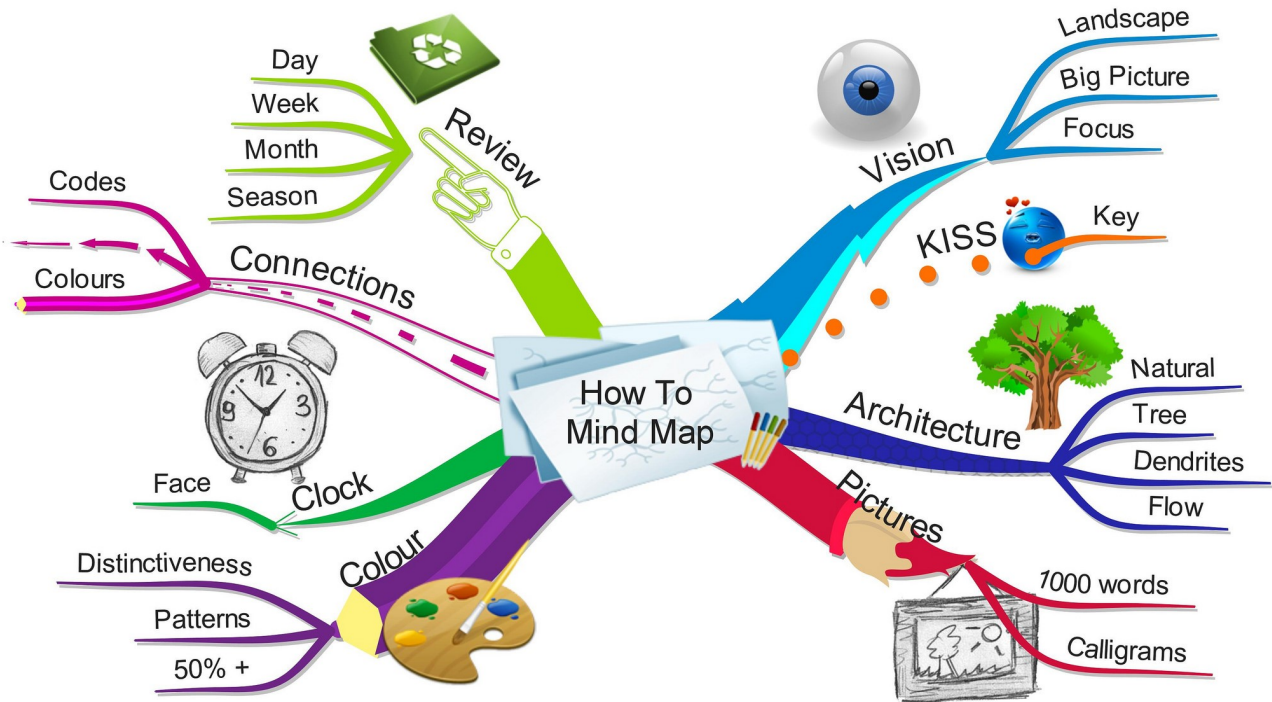 How To
Mind Map
Vision
Landscape
Big Picture
Focus
KISS
Key
Architecture
Natural
Tree
Dendrites
Flow
Pictures
1000 words
Calligrams
Colour
Distinctiveness
Patterns
50% +
Clock
Face
12
3
6
9
Connections
Codes
Colours
Review
Day
Week
Month
Season